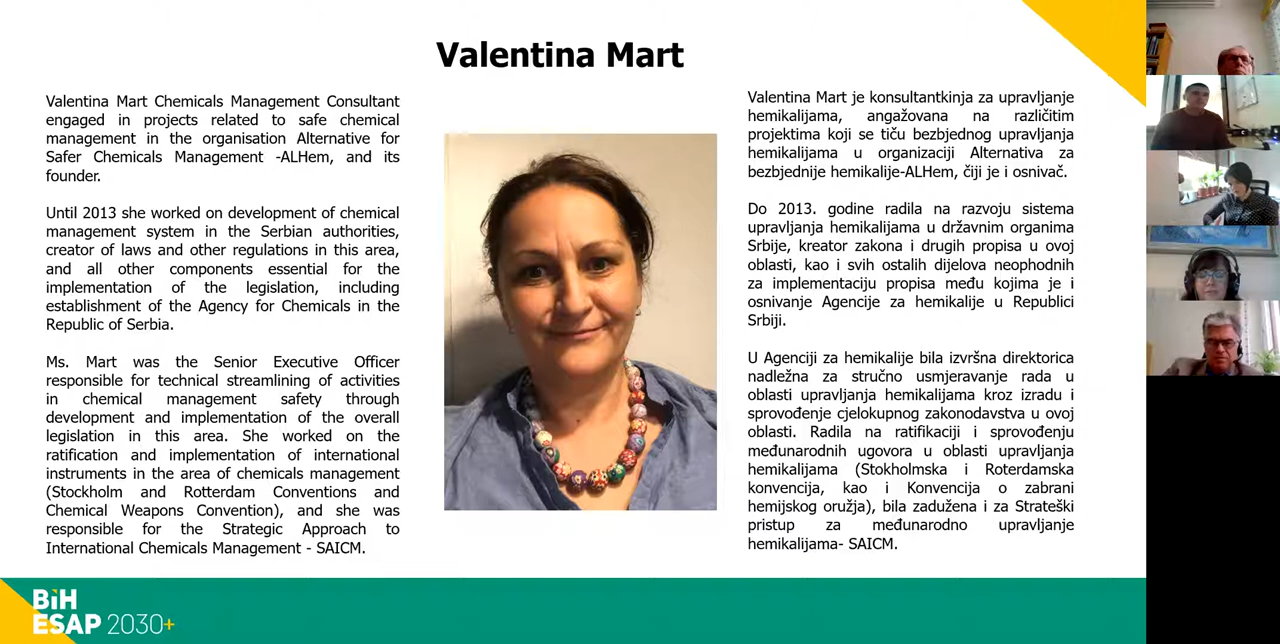 Valentina Mart
Valentina Mart Chemicals Management Consultant
engaged in projects related to safe chemical
management in the organisation Alternative for
Safer Chemicals Management -ALHem, and its
founder.
Until 2013 she worked on development of chemical
management system in the Serbian authorities,
creator of laws and other regulations in this area,
and all other components essential for the
implementation of the legislation, including
establishment of the Agency for Chemicals in the
Republic of Serbia.
Ms. Mart was the Senior Executive Officer
responsible for technical streamlining of activities
in chemical management safety through
development and implementation of the overall
legislation in this area. She worked on the
ratification and implementation of international
instruments in the area of chemicals management
(Stockholm and Rotterdam Conventions and
Chemical Weapons Convention), and she was
responsible for the Strategic Approach to
International Chemicals Management - SAICM.
Valentina Mart je konsultantkinja za upravljanje
hemikalijama, angažovana na različitim
projektima koji se tiču bezbjednog upravljanja
hemikalijama u organizaciji Alternativa za
bezbjednije hemikalije-ALHem, čiji je i osnivač.
Do 2013. godine radila na razvoju sistema
upravljanja hemikalijama u državnim organima
Srbije, kreator zakona i drugih propisa u ovoj
oblasti, kao i svih ostalih dijelova neophodnih
za implementaciju propisa među kojima je i
osnivanje Agencije za hemikalije u Republici
Srbiji.
U Agenciji za hemikalije bila izvršna direktorica
nadležna za stručno usmjeravanje rada u
oblasti upravljanja hemikalijama kroz izradu i
sprovođenje cjelokupnog zakonodavstva u ovoj
oblasti. Radila na ratifikaciji i sprovođenju
međunarodnih ugovora u oblasti upravljanja
hemikalijama (Stokholmska i Roterdamska
konvencija, kao i Konvencija o zabrani
hemijskog oružja), bila zadužena i za Strateški
pristup za međunarodno upravljanje
hemikalijama- SAICM.
BiH
ESAP 2030+